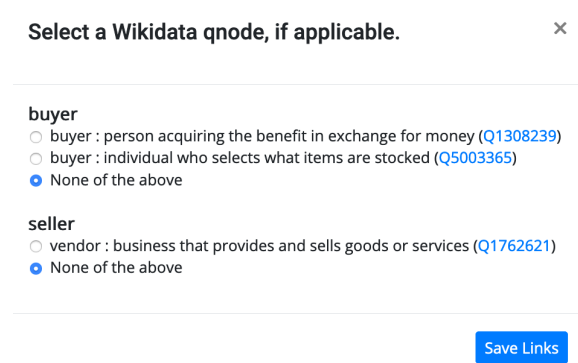 Select a Wikidata qnode, if applicable. ×
buyer
buyer : person acquiring the benefit in exchange for money (Q1308239)
buyer : individual who selects what items are stocked (Q5003365)
None of the above
seller
vendor : business that provides and sells goods or services (Q1762621)
None of the above
Save Links